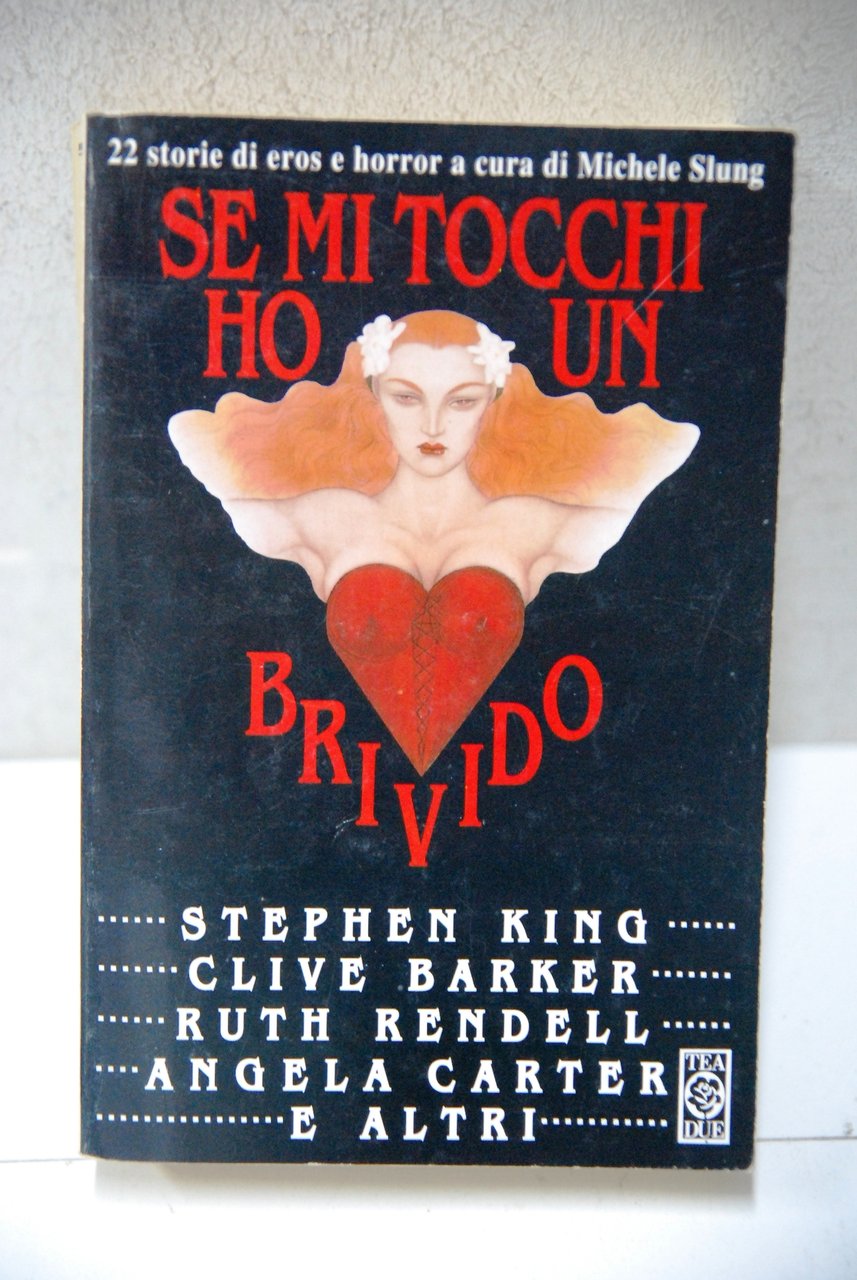 22 storie di eros e horror a cura di Michele Slung
SE MI TOCCHI
HO UN
BRIVIDO
STEPHEN KING
CLIVE BARKER
RUTH RENDELL
ANGELA CARTER
E ALTRI
TEA
DUE